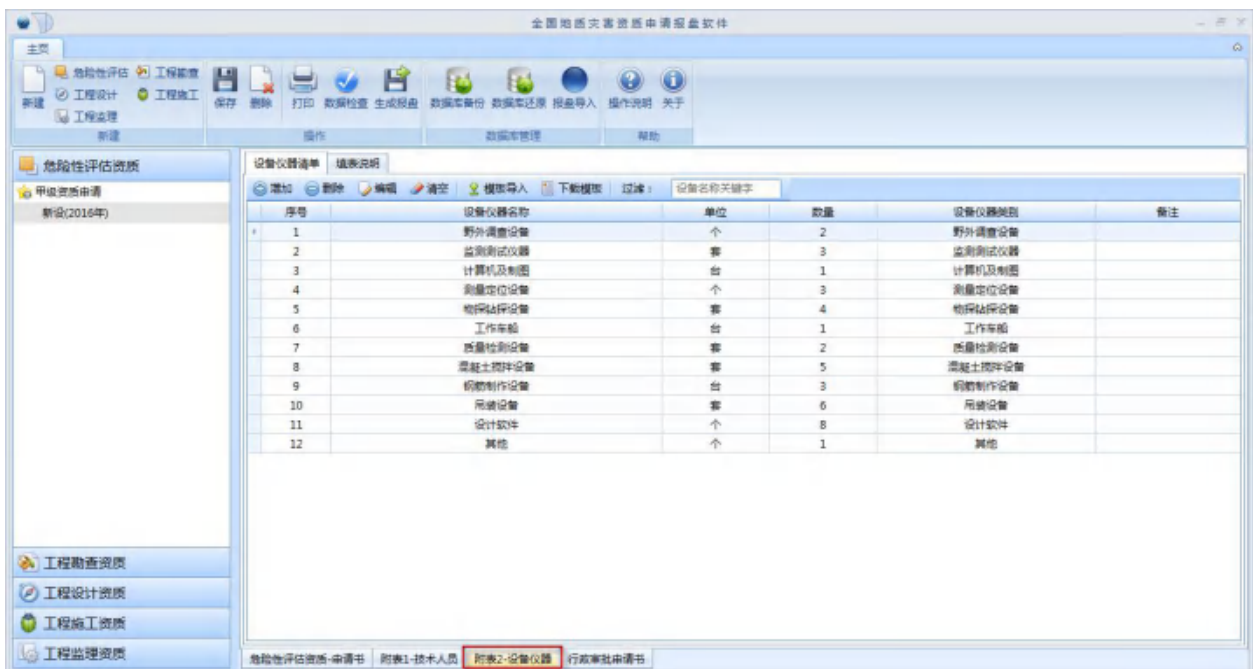 全国地质灾害资质申请报盘软件
主页
新建 危险性评估 工程勘查 保存 删除 打印 数据检查 生成报盘 数据库备份 数据库还原 报盘导入 操作说明 关于
工程设计 工程施工
工程监理
新建 操作 数据库管理 帮助
危险性评估资质
甲级资质申请
新设(2016年)
工程勘查资质
工程设计资质
工程施工资质
工程监理资质
设备仪器清单 填表说明
增加 删除 编辑 清空 模板导入 下载模板 过滤: 设备名称关键字
序号 设备仪器名称 单位 数量 设备仪器类别 备注
1 野外调查设备 个 2 野外调查设备
2 监测测试仪器 套 3 监测测试仪器
3 计算机及制图 台 1 计算机及制图
4 测量定位设备 个 3 测量定位设备
5 物探钻探设备 套 4 物探钻探设备
6 工作车船 台 1 工作车船
7 质量检测设备 套 2 质量检测设备
8 混凝土搅拌设备 套 5 混凝土搅拌设备
9 钢筋制作设备 台 3 钢筋制作设备
10 吊装设备 套 6 吊装设备
11 设计软件 个 8 设计软件
12 其他 个 1 其他
危险性评估资质-申请书 附表1-技术人员 附表2-设备仪器 行政审批申请书